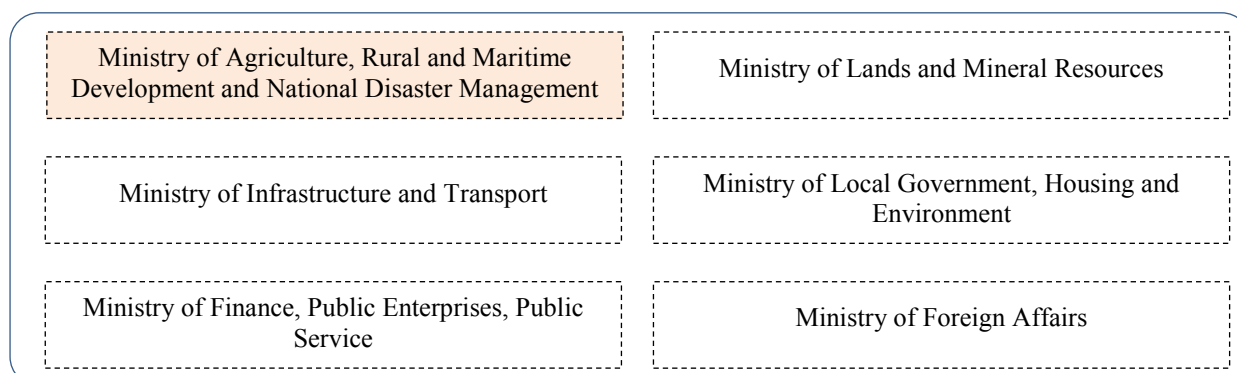 Ministry of Agriculture, Rural and Maritime
Development and National Disaster Management
Ministry of Lands and Mineral Resources
Ministry of Infrastructure and Transport
Ministry of Local Government, Housing and
Environment
Ministry of Finance, Public Enterprises, Public
Service
Ministry of Foreign Affairs